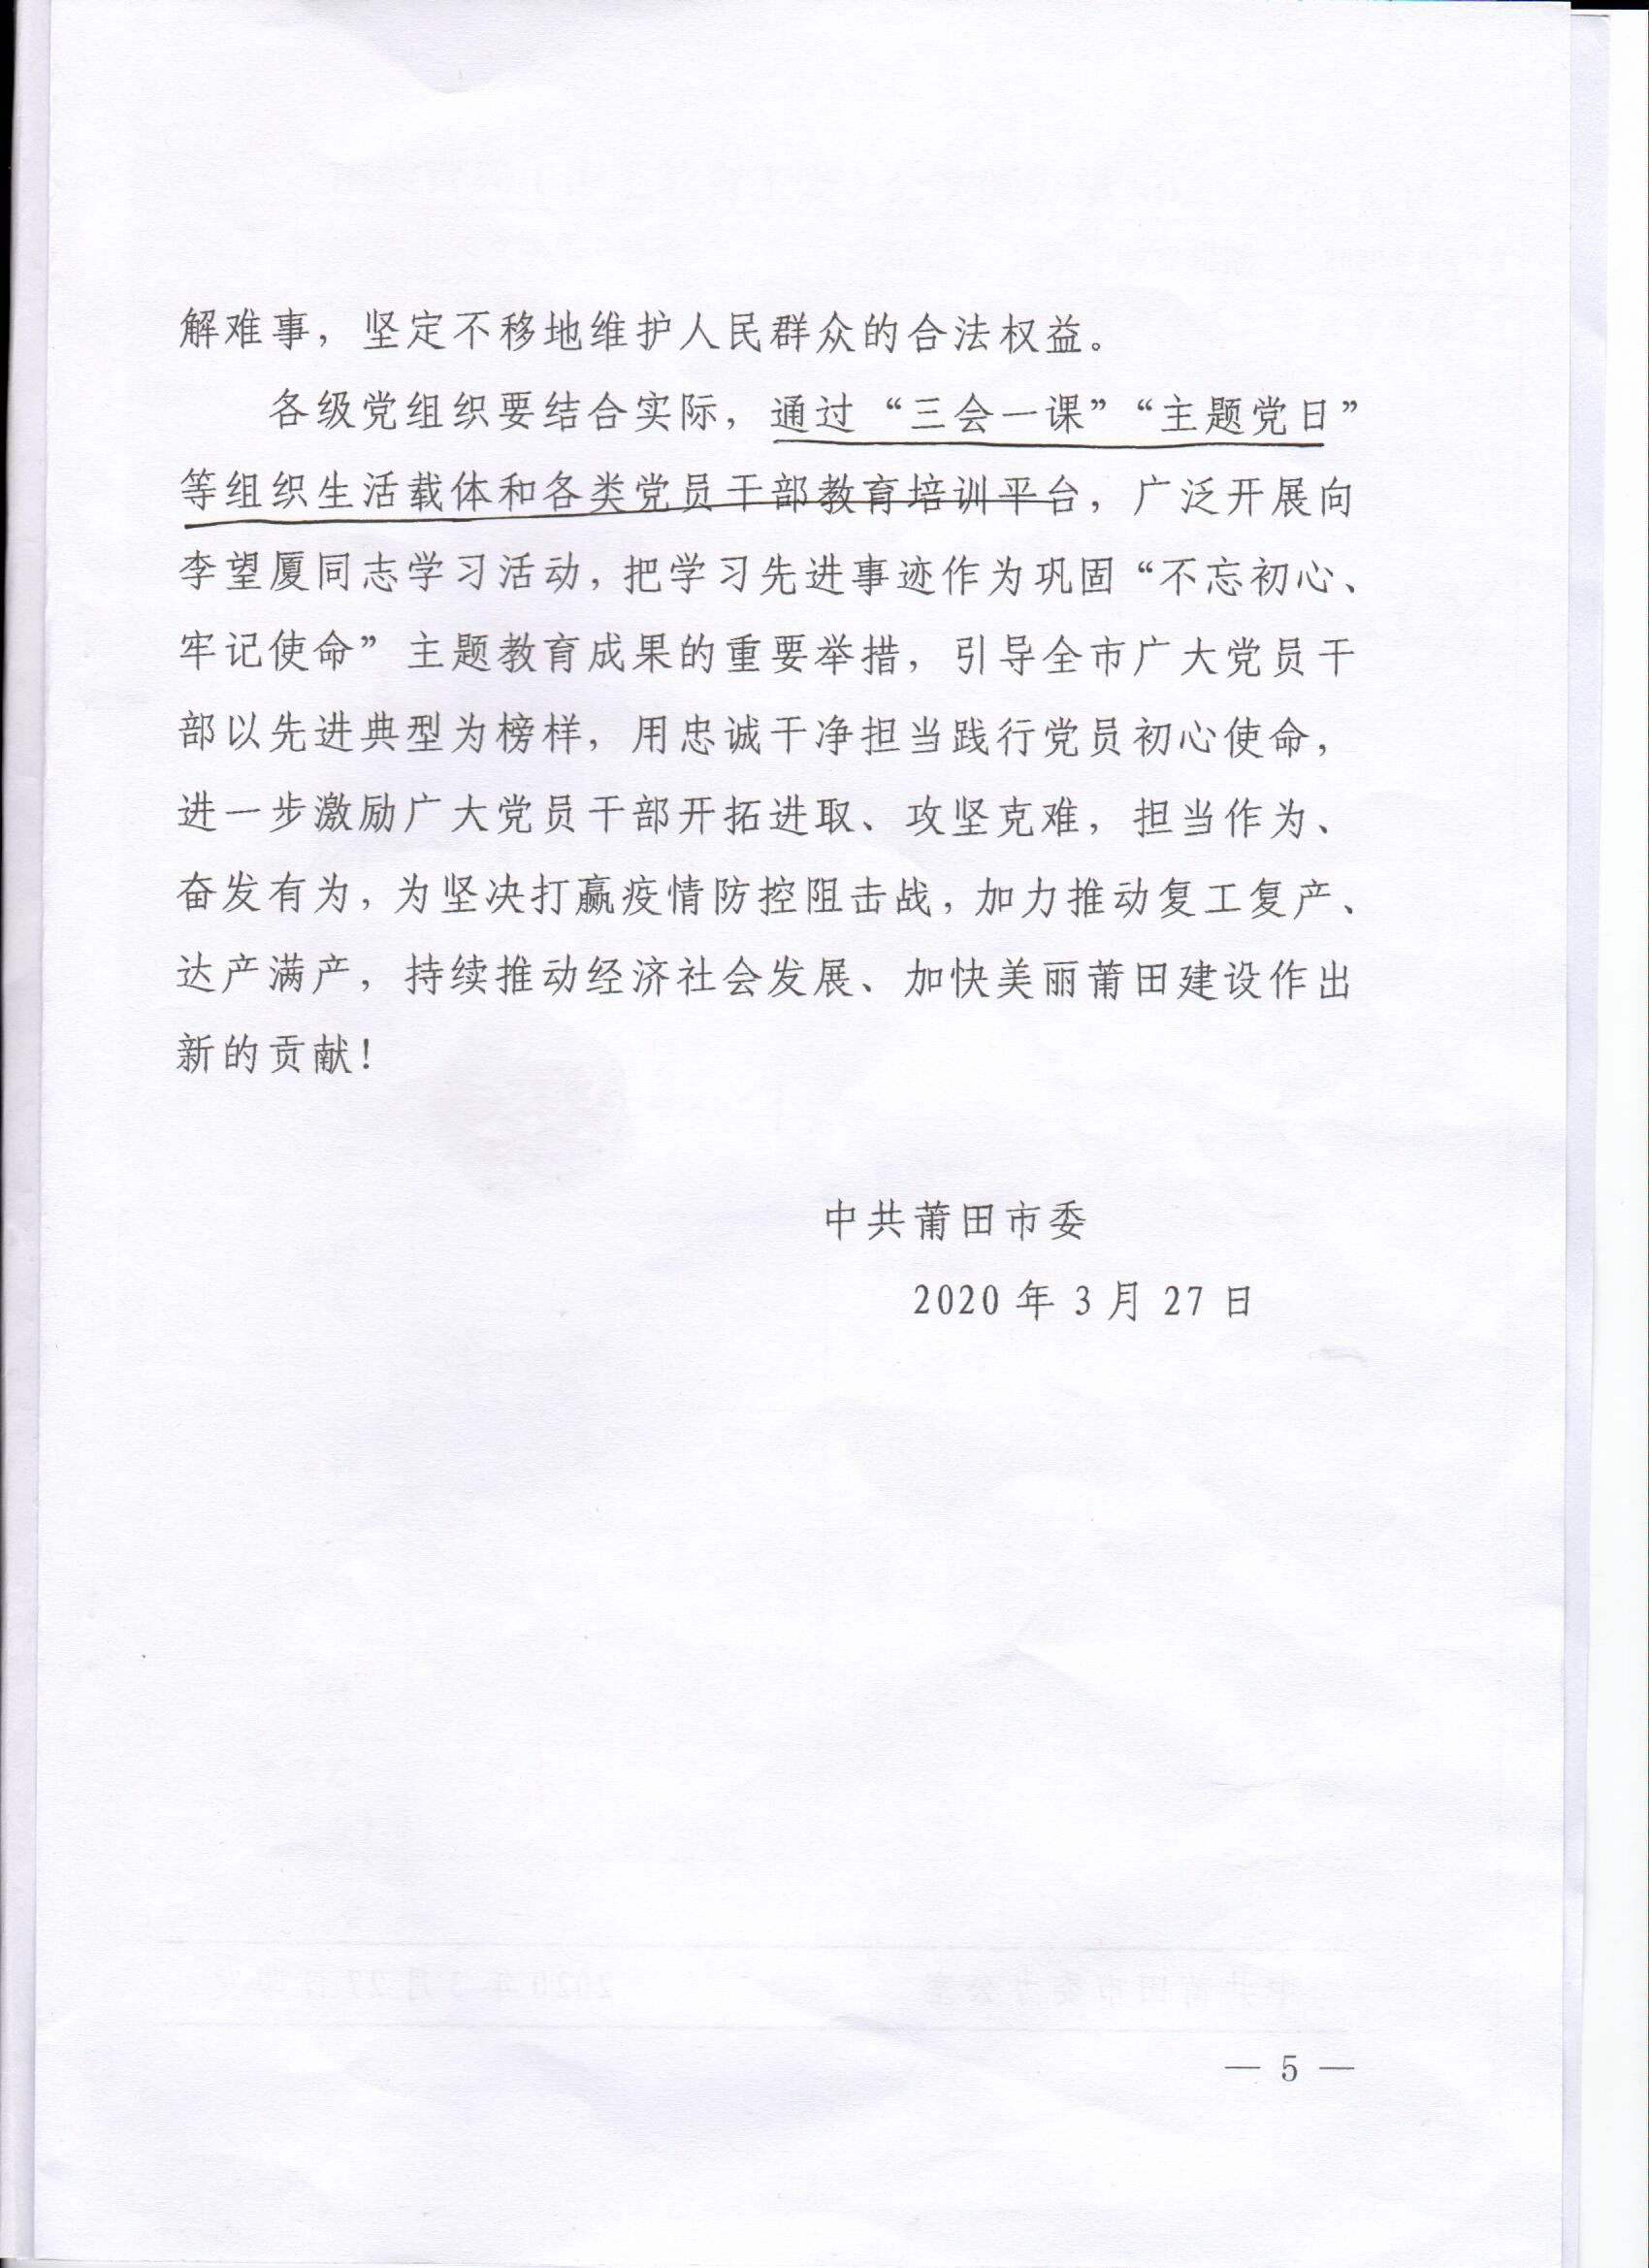 解难事，坚定不移地维护人民群众的合法权益。
各级党组织要结合实际，通过“三会一课”“主题党日”
等组织生活载体和各类党员干部教育培训平台，广泛开展向
李望厦同志学习活动，把学习先进事迹作为巩固“不忘初心、
牢记使命”主题教育成果的重要举措，引导全市广大党员干
部以先进典型为榜样，用忠诚干净担当践行党员初心使命，
进一步激励广大党员干部开拓进取、攻坚克难，担当作为、
奋发有为，为坚决打赢疫情防控阻击战，加力推动复工复产、
达产满产，持续推动经济社会发展、加快美丽莆田建设作出
新的贡献！
中共莆田市委
2020年3月27日
— 5 —